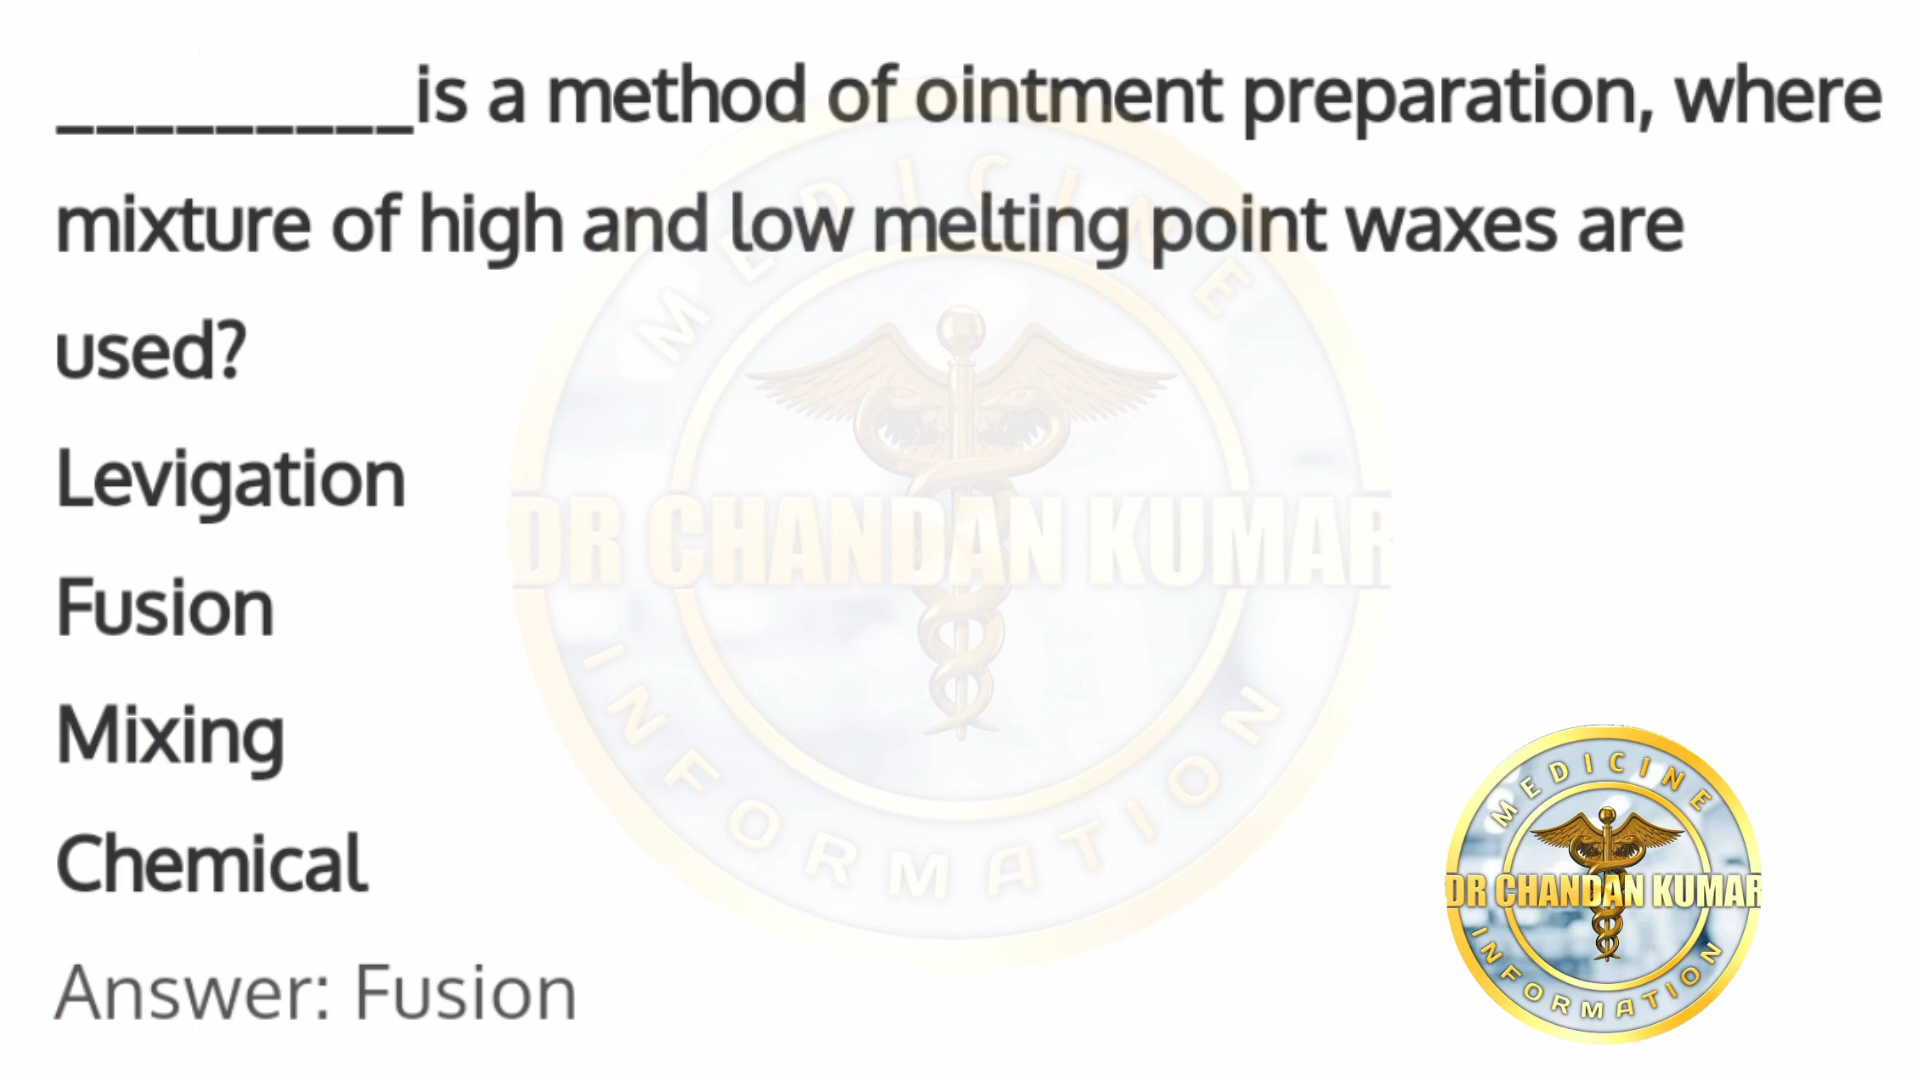 _________is a method of ointment preparation, where
mixture of high and low melting point waxes are
used?
Levigation
Fusion
Mixing
Chemical
Answer: Fusion
MEDICINE
DR CHANDAN KUMAR
INFORMATION
MEDICINE
DR CHANDAN KUMAR
INFORMATION